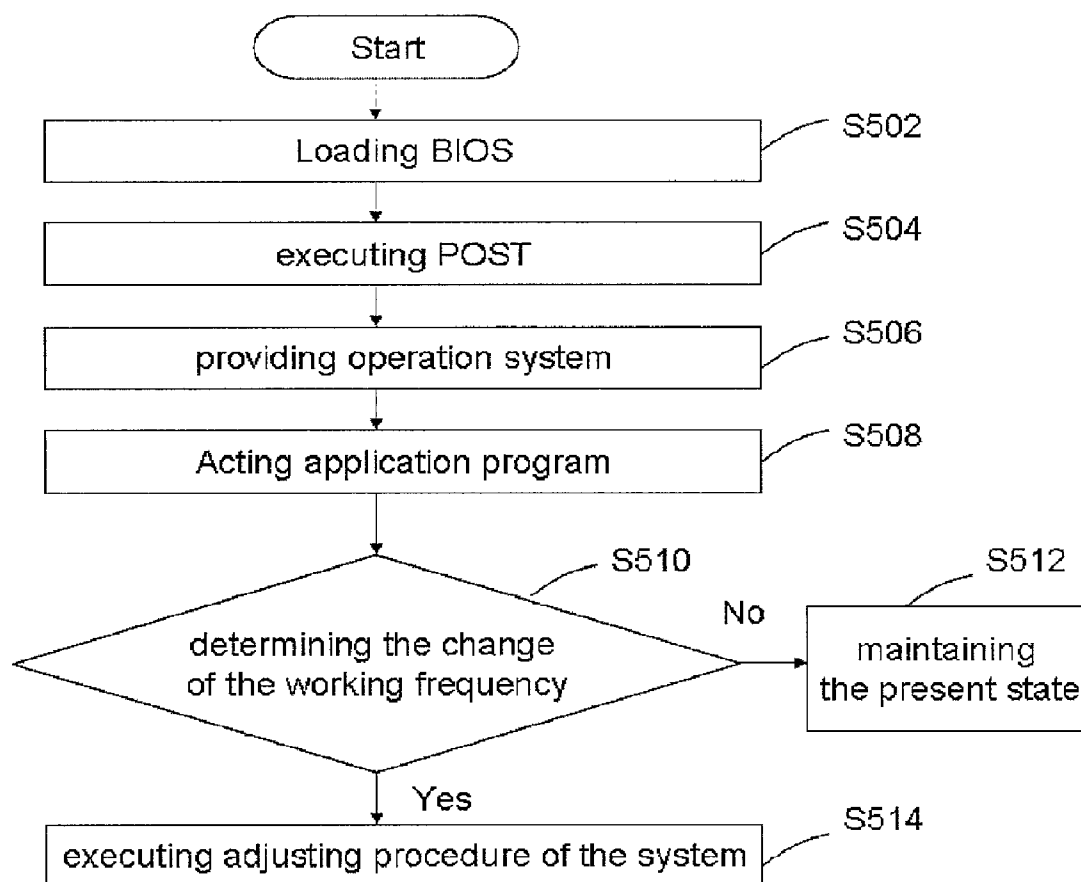 Start
Loading BIOS
S502
executing POST
S504
providing operation system
S506
Acting application program
S508
determining the change
of the working frequency
S510
No
maintaining
the present state
S512
Yes
executing adjusting procedure of the system
S514